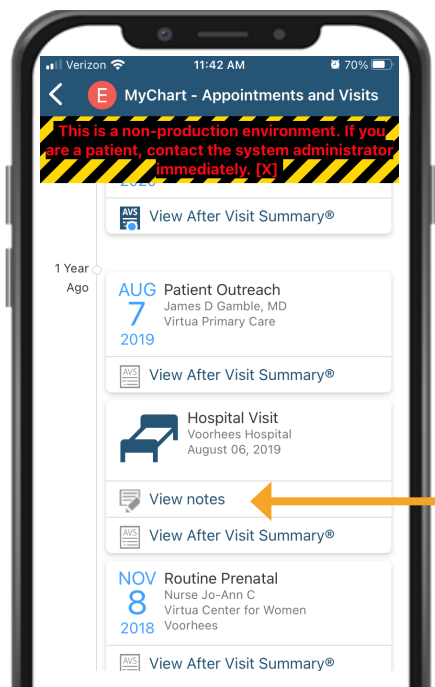 Verizon 11:42 AM 70%
E MyChart - Appointments and Visits
This is a non-production environment. If you
are a patient, contact the system administrator
immediately. [X]
AVS View After Visit Summary®
1 Year
Ago
AUG Patient Outreach
7 James D Gamble, MD
Virtua Primary Care
2019
AVS View After Visit Summary®
Hospital Visit
Voorhees Hospital
August 06, 2019
View notes
AVS View After Visit Summary®
NOV Routine Prenatal
8 Nurse Jo-Ann C
Virtua Center for Women
2018 Voorhees
AVS View After Visit Summary®